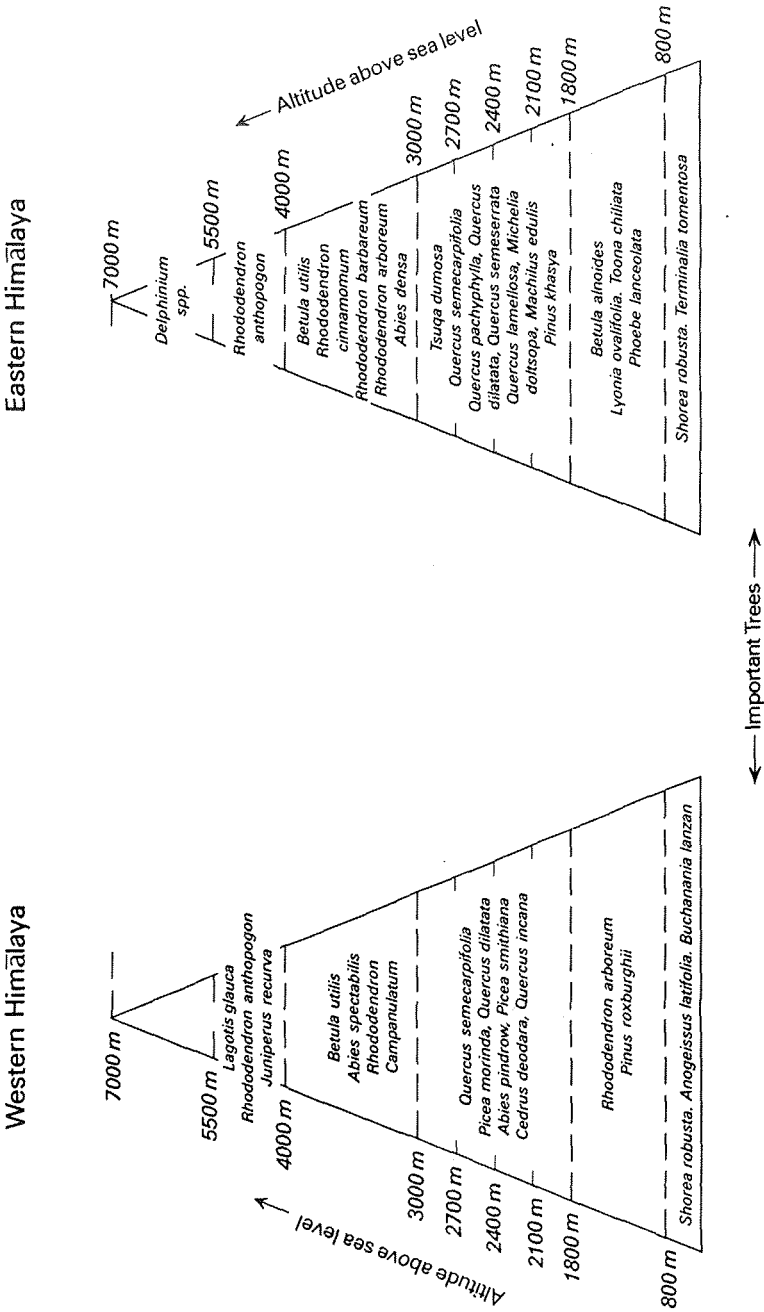 Western Himālaya
7000 m
5500 m
Lagotis glauca
Rhododendron anthopogon
Juniperus recurva
4000 m
Betula utilis
Abies spectabilis
Rhododendron
Campanulatum
3000 m
2700 m
2400 m
2100 m
1800 m
Quercus semecarpifolia
Picea morinda, Quercus dilatata
Abies pindrow, Picea smithiana
Cedrus deodara, Quercus incana
Rhododendron arboreum
Pinus roxburghii
800 m
Shorea robusta. Anogeissus latifolia. Buchanania lanzan
Altitude above sea level
Eastern Himālaya
7000 m
Delphinium
spp.
5500 m
Rhododendron
anthopogon
4000 m
Betula utilis
Rhododendron
cinnamomum
Rhododendron barbareum
Rhododendron arboreum
Abies densa
3000 m
2700 m
2400 m
2100 m
1800 m
Tsuqa dumosa
Quercus semecarpifolia
Quercus pachyphylla, Quercus
dilatata, Quercus semeserrata
Quercus lamellosa, Michelia
doltsopa, Machilus edulis
Pinus khasya
Betula alnoides
Lyonia ovalifolia. Toona chiliata
Phoebe lanceolata
800 m
Shorea robusta. Terminalia tomentosa
Altitude above sea level
Important Trees